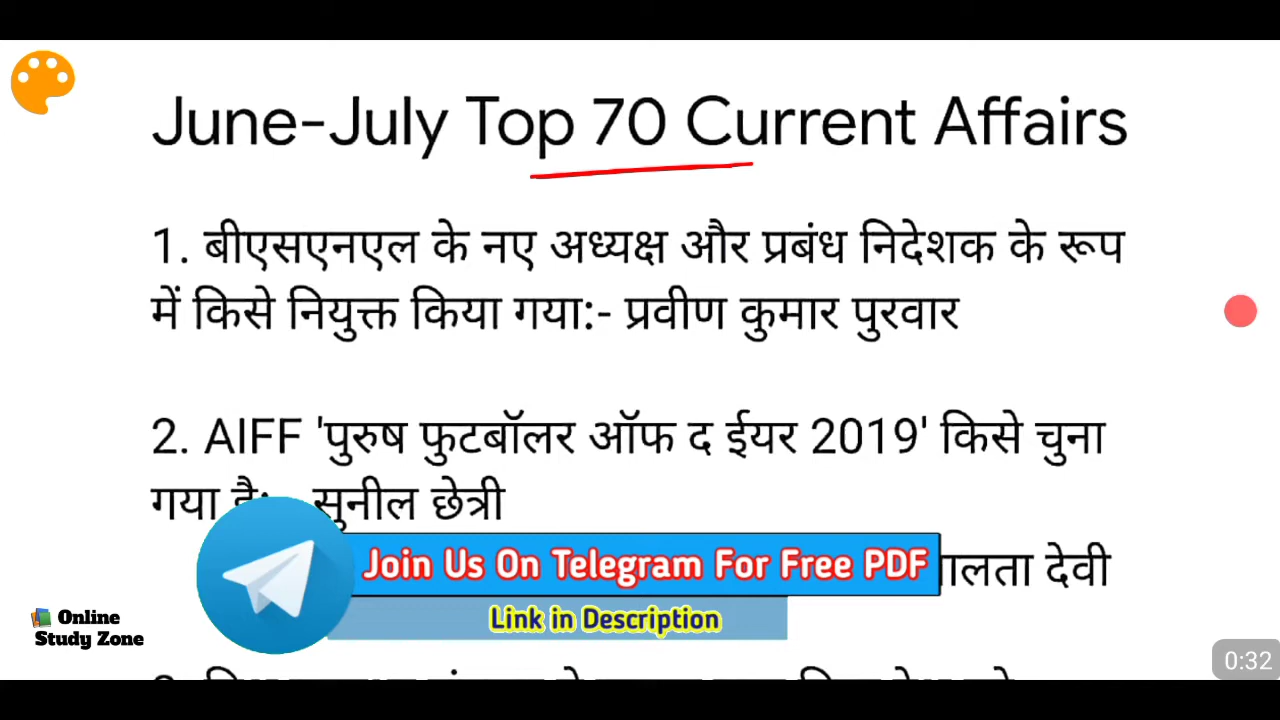 June-July Top 70 Current Affairs
1. बीएसएनएल के नए अध्यक्ष और प्रबंध निदेशक के रूप
में किसे नियुक्त किया गया:- प्रवीण कुमार पुरवार
2. AIFF 'पुरुष फुटबॉलर ऑफ द ईयर 2019' किसे चुना
गया है:- सुनील छेत्री
Join Us On Telegram For Free PDF
देवी
Link in Description
Online
Study Zone
0:32